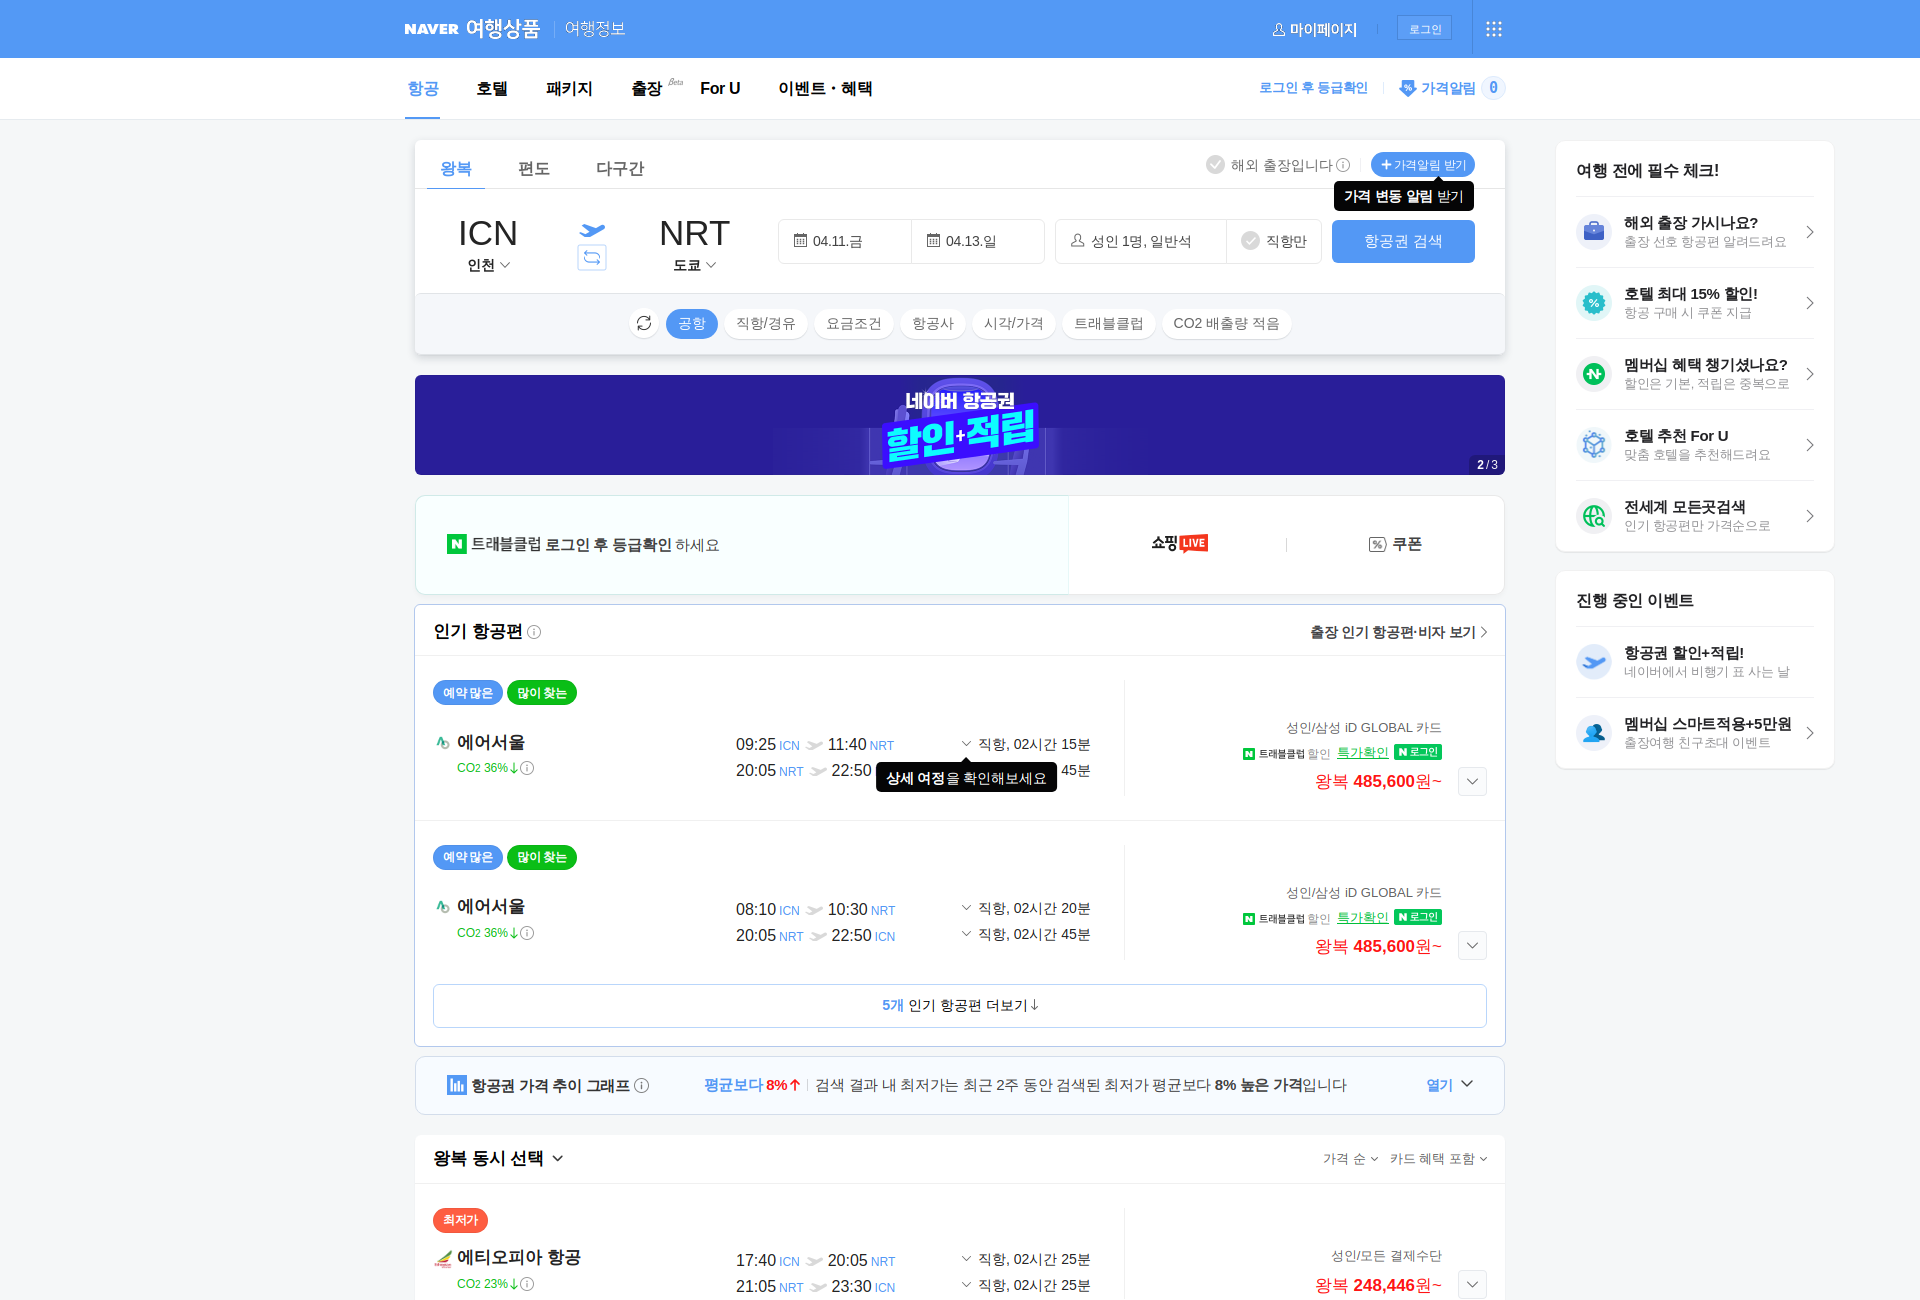 NAVER 여행상품 여행정보
마이페이지 로그인
항공 호텔 패키지 출장 Beta For U 이벤트·혜택
로그인 후 등급확인 가격알림 0
왕복 편도 다구간
해외 출장입니다 가격알림 받기
가격 변동 알림 받기
ICN NRT
인천 도쿄
04.11.금 04.13.일 성인 1명, 일반석 직항만 항공권 검색
공항 직항/경유 요금조건 항공사 시각/가격 트래블클럽 CO2 배출량 적음
네이버 항공권
할인+적립
2/3
N 트래블클럽 로그인 후 등급확인 하세요
쇼핑LIVE 쿠폰
인기 항공편
출장 인기 항공편·비자 보기
예약 많은 많이 찾는
에어서울
CO2 36%↓
09:25 ICN 11:40 NRT
직항, 02시간 15분
20:05 NRT 22:50
45분
상세 여정을 확인해보세요
성인/삼성 iD GLOBAL 카드
N 트래블클럽 할인 특가확인 N 로그인
왕복 485,600원~
예약 많은 많이 찾는
에어서울
CO2 36%↓
08:10 ICN 10:30 NRT
직항, 02시간 20분
20:05 NRT 22:50 ICN
직항, 02시간 45분
성인/삼성 iD GLOBAL 카드
N 트래블클럽 할인 특가확인 N 로그인
왕복 485,600원~
5개 인기 항공편 더보기↓
항공권 가격 추이 그래프
평균보다 8%↑ 검색 결과 내 최저가는 최근 2주 동안 검색된 최저가 평균보다 8% 높은 가격입니다
열기
왕복 동시 선택
가격 순 카드 혜택 포함
최저가
에티오피아 항공
CO2 23%↓
17:40 ICN 20:05 NRT
직항, 02시간 25분
21:05 NRT 23:30 ICN
직항, 02시간 25분
성인/모든 결제수단
왕복 248,446원~
여행 전에 필수 체크!
해외 출장 가시나요?
출장 선호 항공편 알려드려요
호텔 최대 15% 할인!
항공 구매 시 쿠폰 지급
멤버십 혜택 챙기셨나요?
할인은 기본, 적립은 중복으로
호텔 추천 For U
맞춤 호텔을 추천해드려요
전세계 모든곳검색
인기 항공편만 가격순으로
진행 중인 이벤트
항공권 할인+적립!
네이버에서 비행기 표 사는 날
멤버십 스마트적용+5만원
출장여행 친구초대 이벤트